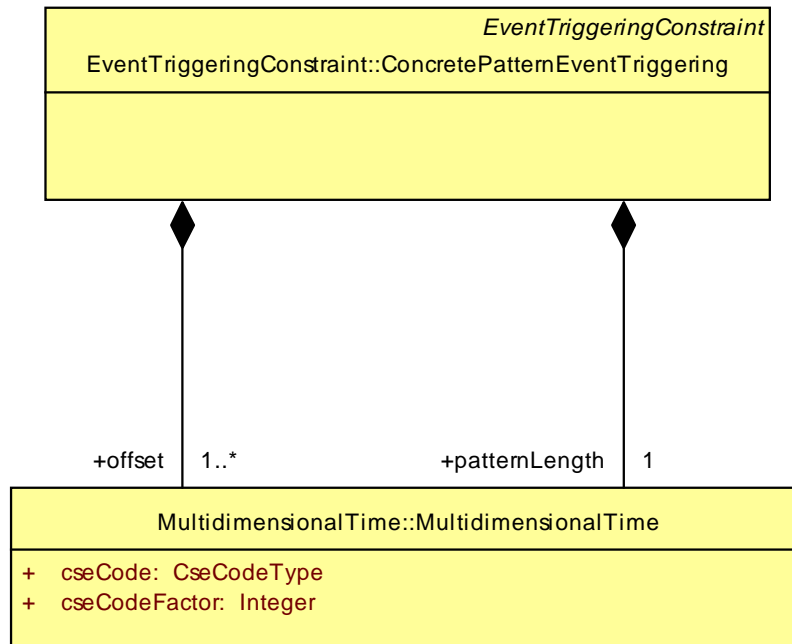 EventTriggeringConstraint
EventTriggeringConstraint::ConcretePatternEventTriggering
+offset 1..* +patternLength 1
MultidimensionalTime::MultidimensionalTime
+ cseCode: CseCodeType
+ cseCodeFactor: Integer